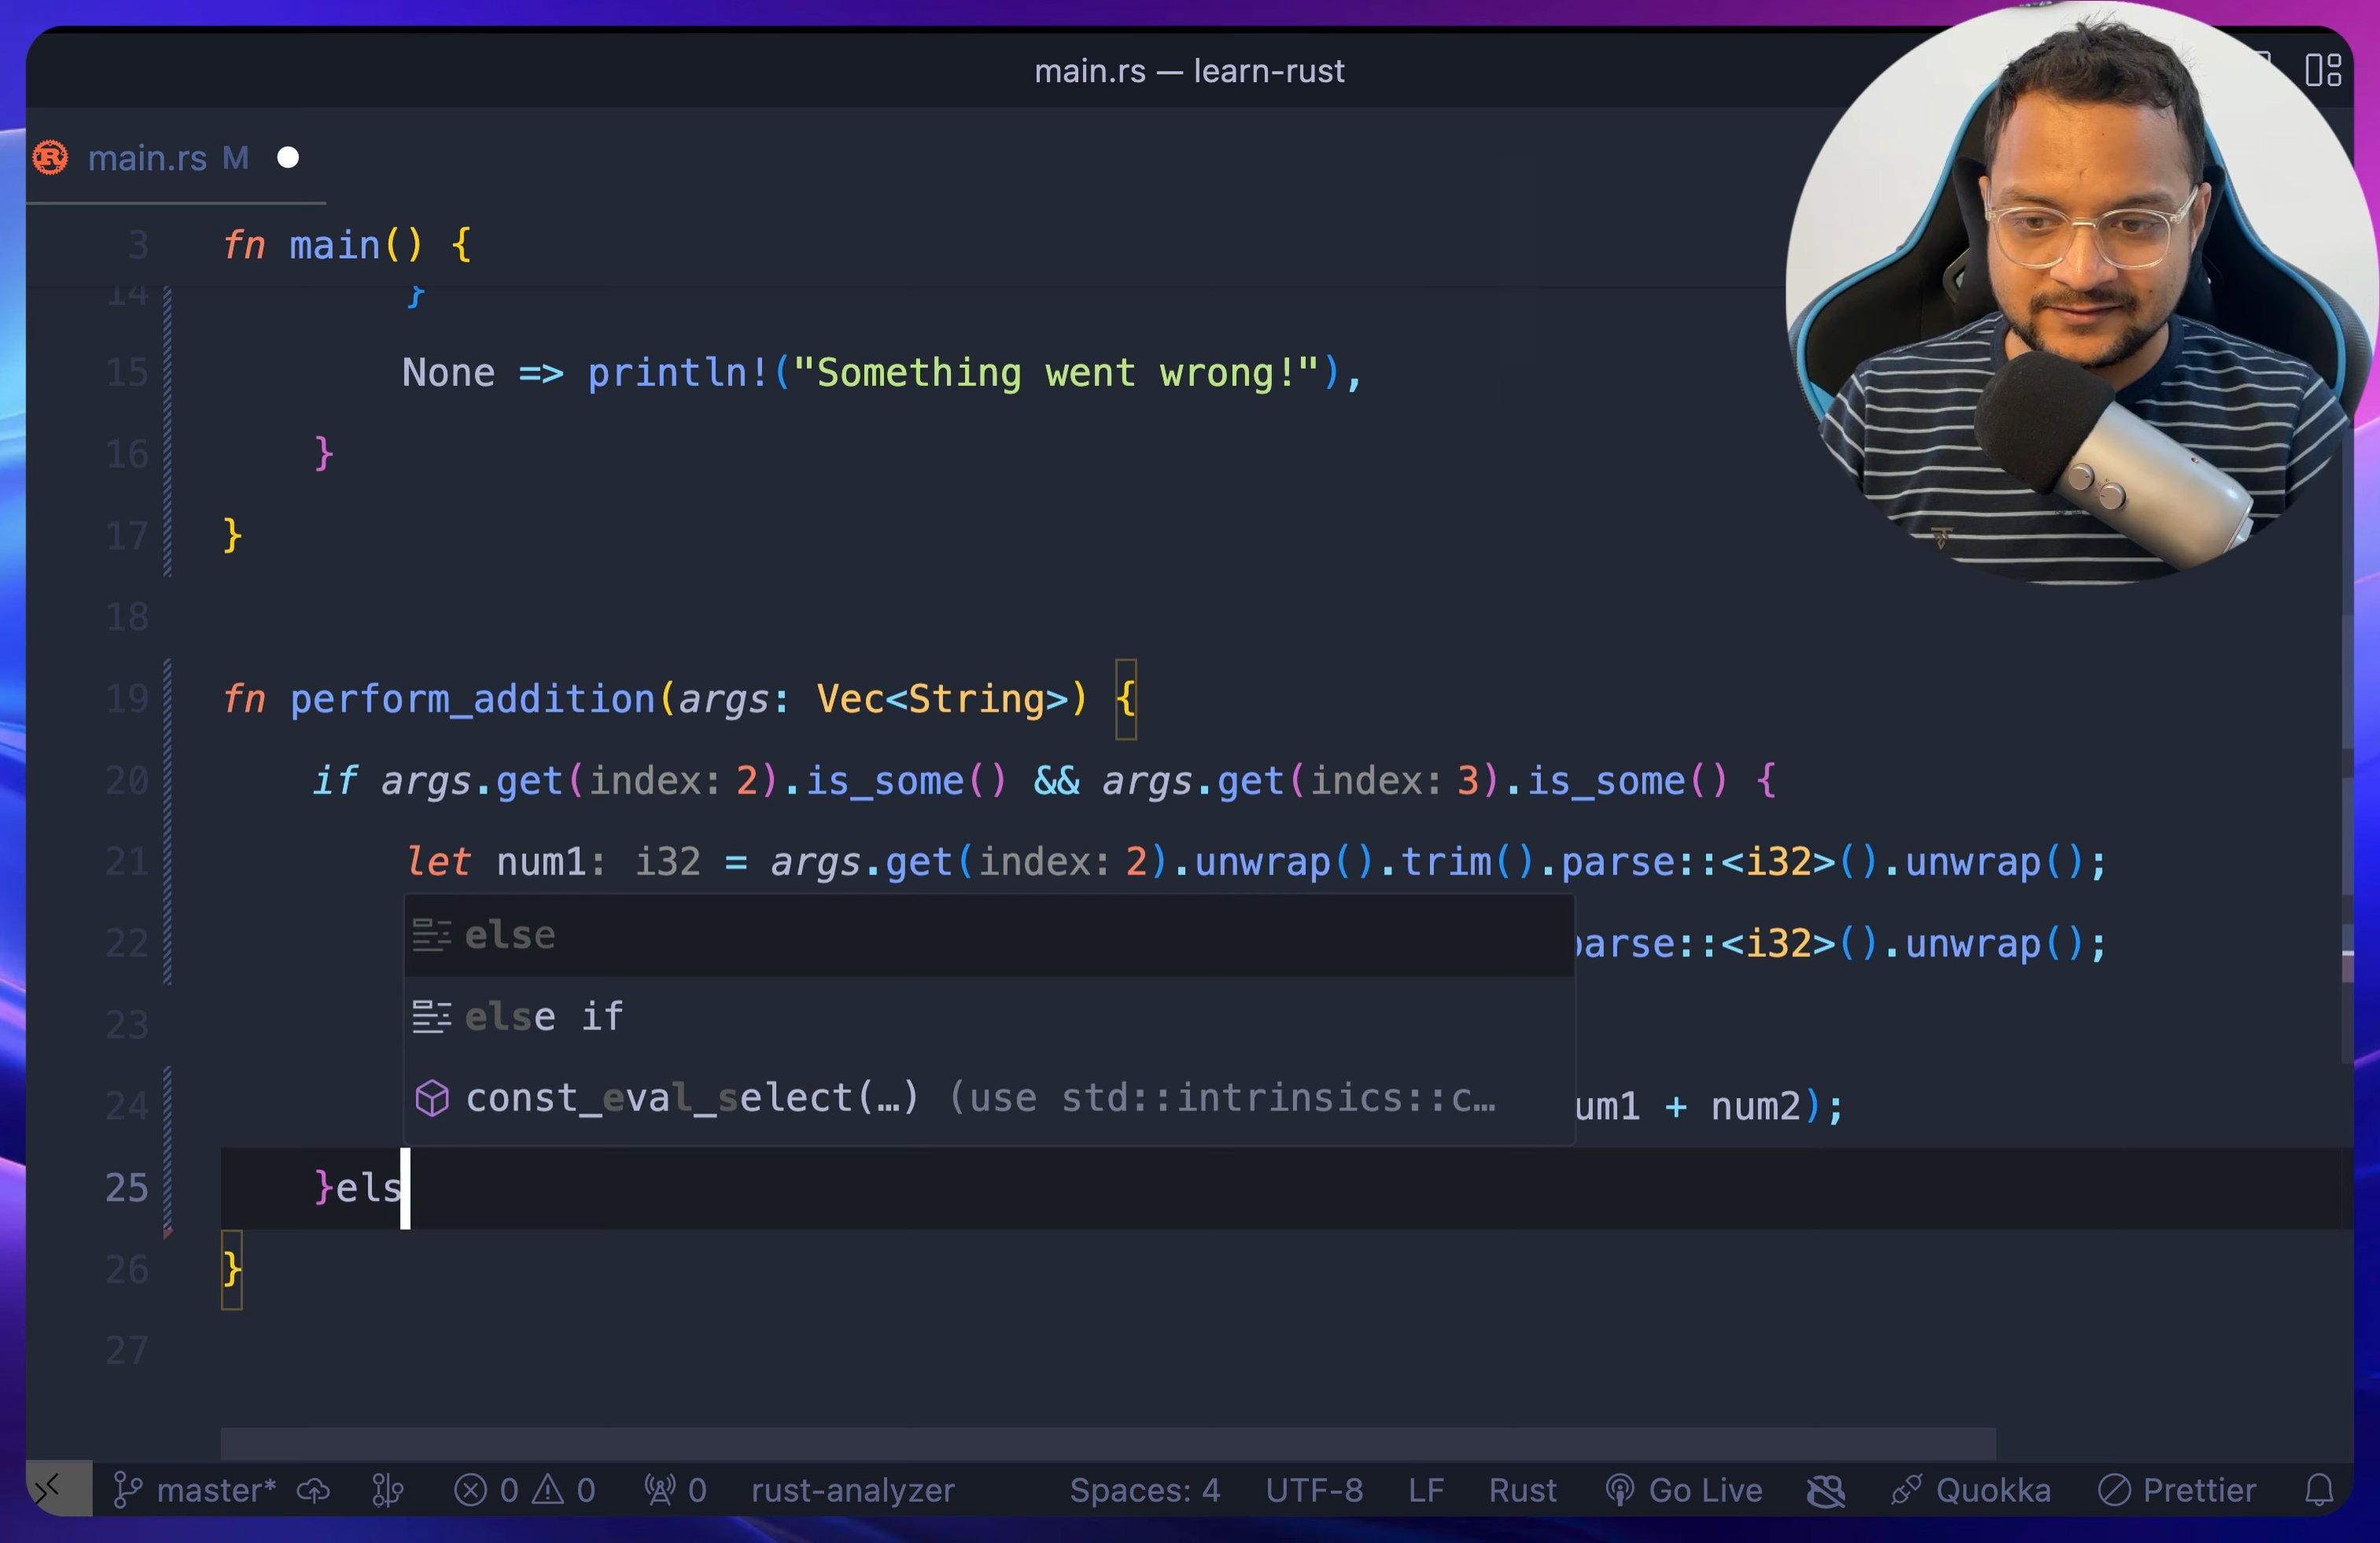 main.rs — learn-rust
main.rs M
3 fn main() {
14 }
15 None => println!("Something went wrong!"),
16 }
17 }
18
19 fn perform_addition(args: Vec<String>) {
20 if args.get(index: 2).is_some() && args.get(index: 3).is_some() {
21 let num1: i32 = args.get(index: 2).unwrap().trim().parse::<i32>().unwrap();
else
22 parse::<i32>().unwrap();
23 else if
const_eval_select(…) (use std::intrinsics::c…
24 um1 + num2);
25 }els
26 }
27
master* 0 0 0 rust-analyzer Spaces: 4 UTF-8 LF Rust Go Live Quokka Prettier